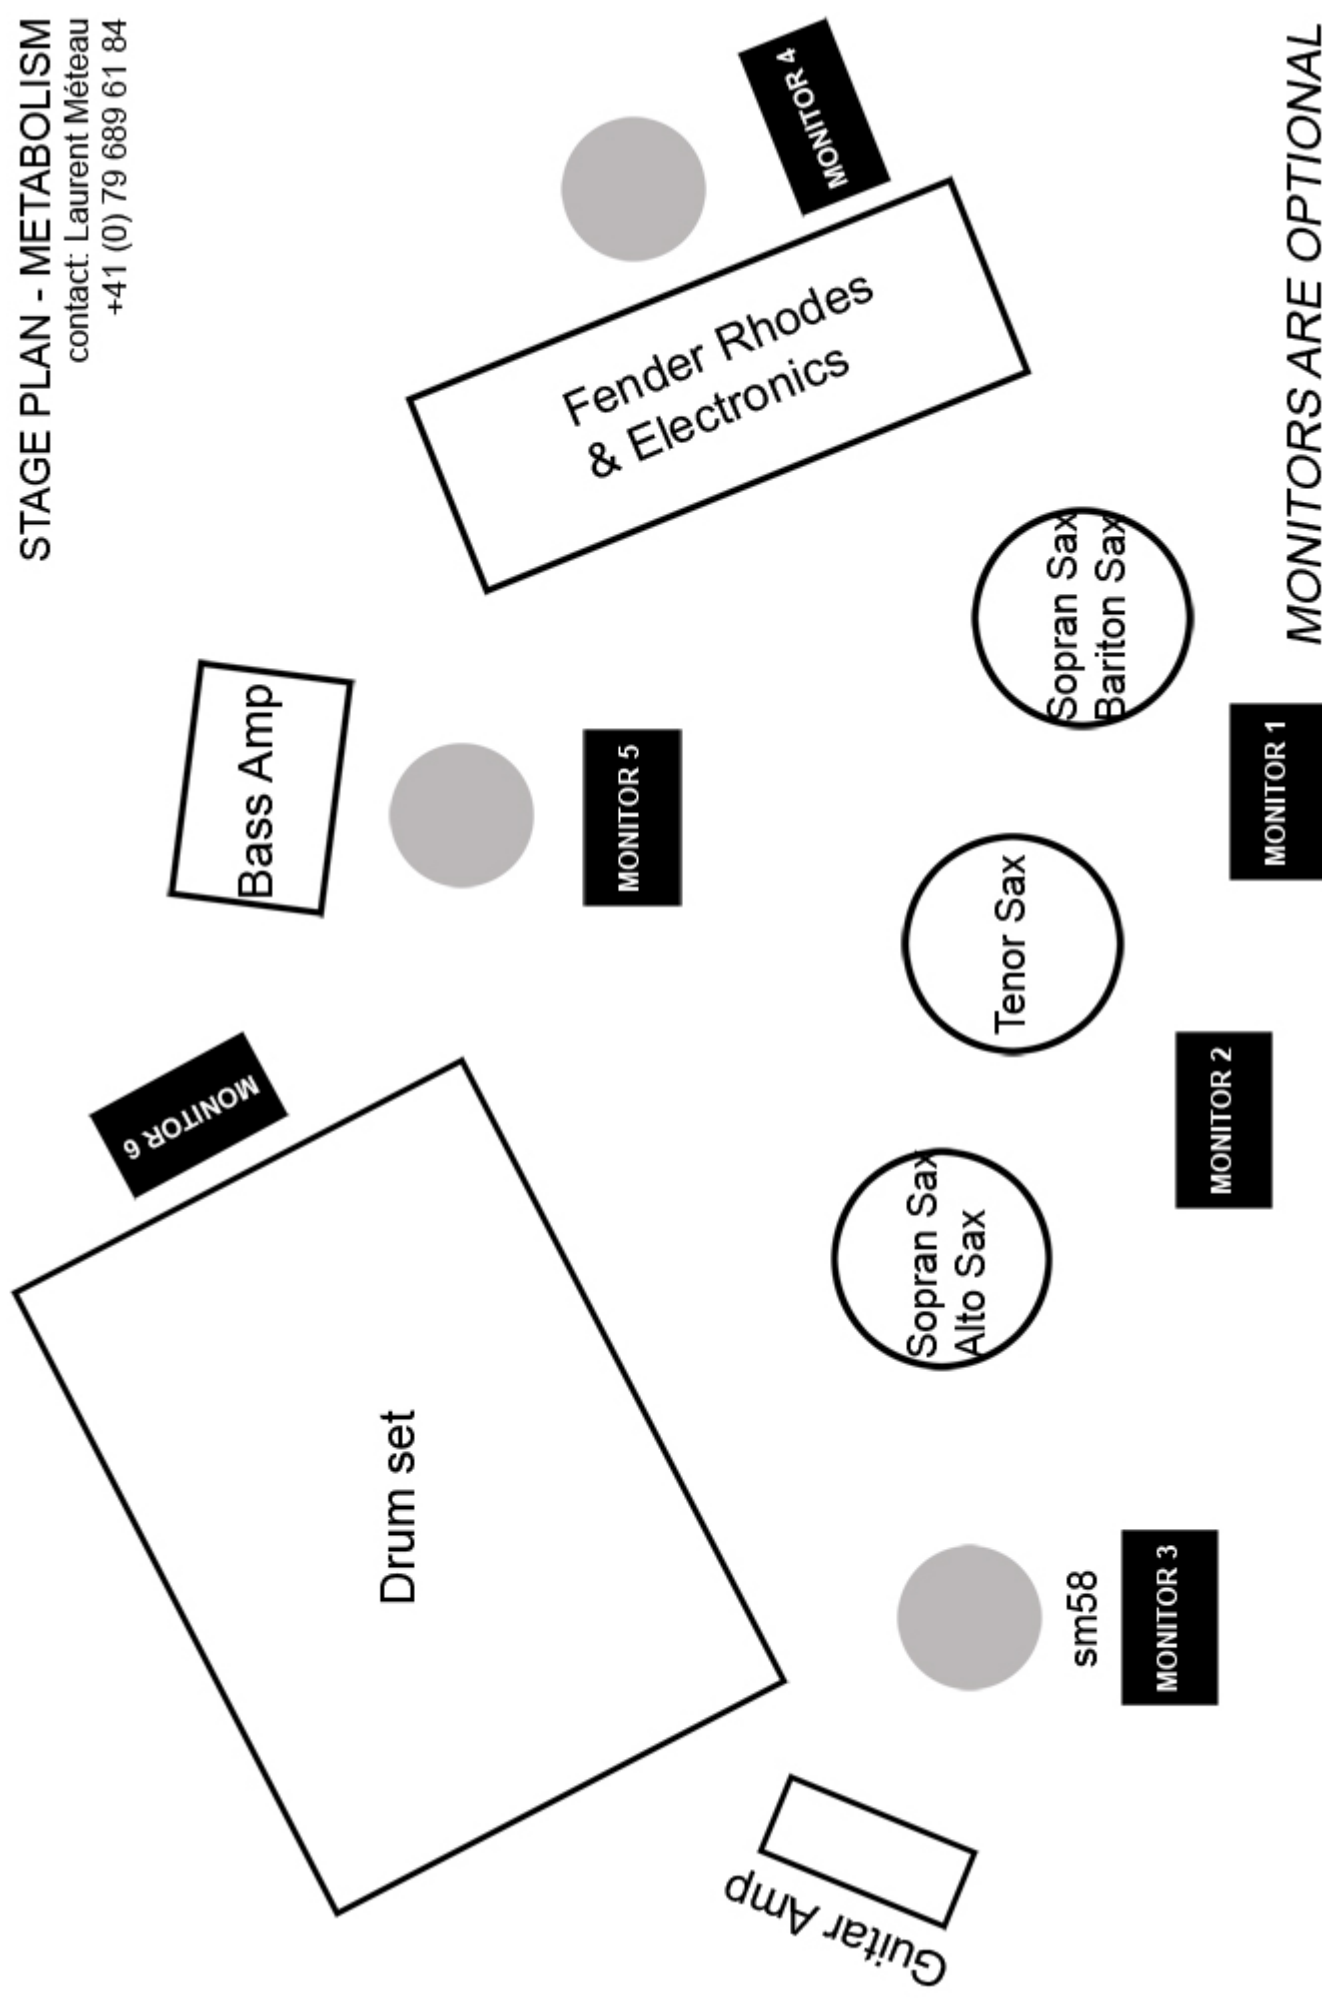 STAGE PLAN - METABOLISM
contact: Laurent Méteau
+41 (0) 79 689 61 84
MONITOR 6
Bass Amp
Drum set
MONITOR 5
Fender Rhodes
& Electronics
MONITOR 4
Guitar Amp
sm58
MONITOR 3
Sopran Sax
Alto Sax
MONITOR 2
Tenor Sax
MONITOR 1
Sopran Sax
Bariton Sax
MONITORS ARE OPTIONAL